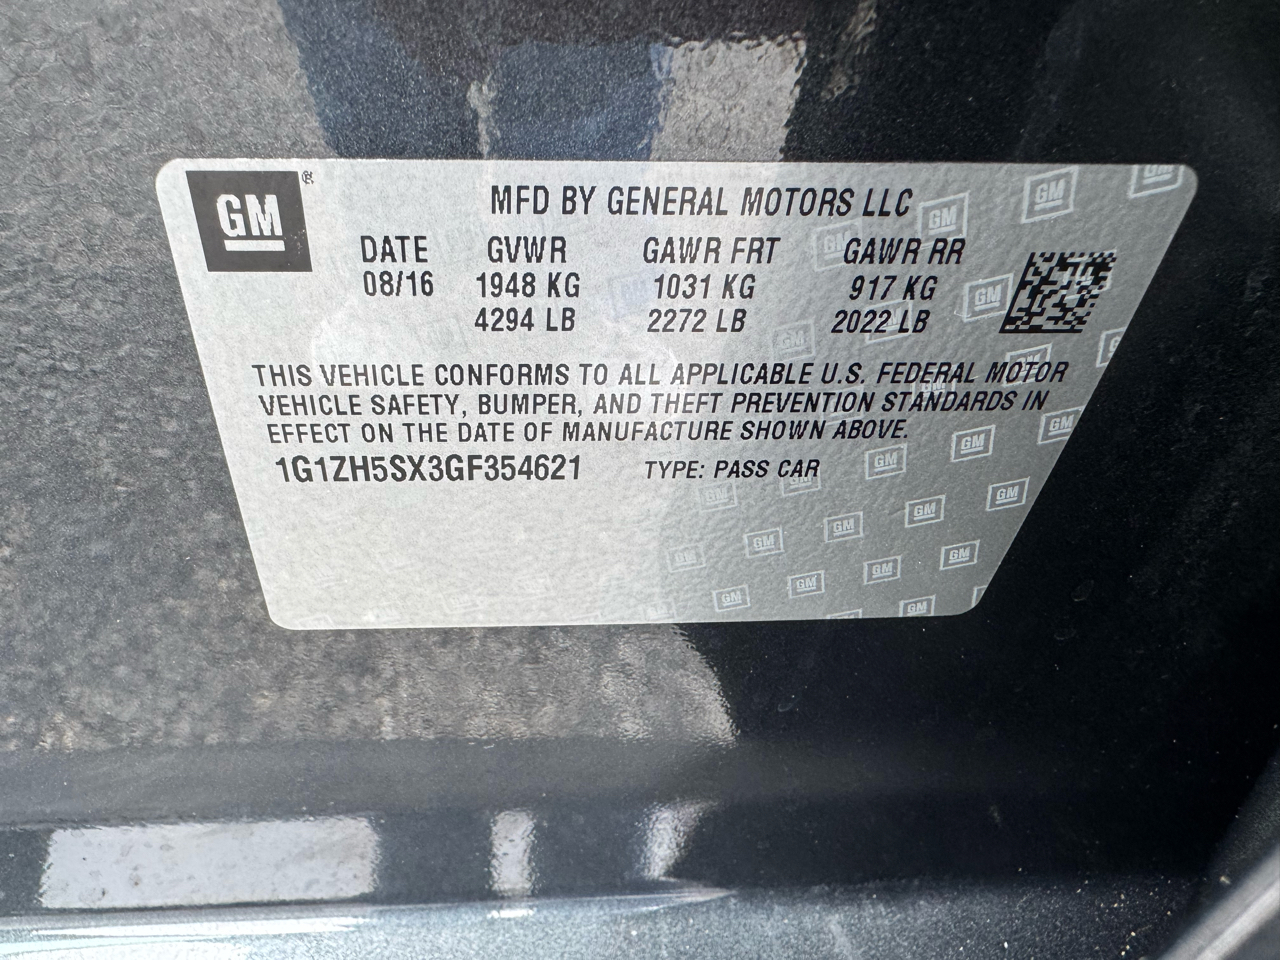 GM ®
MFD BY GENERAL MOTORS LLC
DATE GVWR GAWR FRT GAWR RR
08/16 1948 KG 1031 KG 917 KG
4294 LB 2272 LB 2022 LB
THIS VEHICLE CONFORMS TO ALL APPLICABLE U.S. FEDERAL MOTOR
VEHICLE SAFETY, BUMPER, AND THEFT PREVENTION STANDARDS IN
EFFECT ON THE DATE OF MANUFACTURE SHOWN ABOVE.
1G1ZH5SX3GF354621 TYPE: PASS CAR